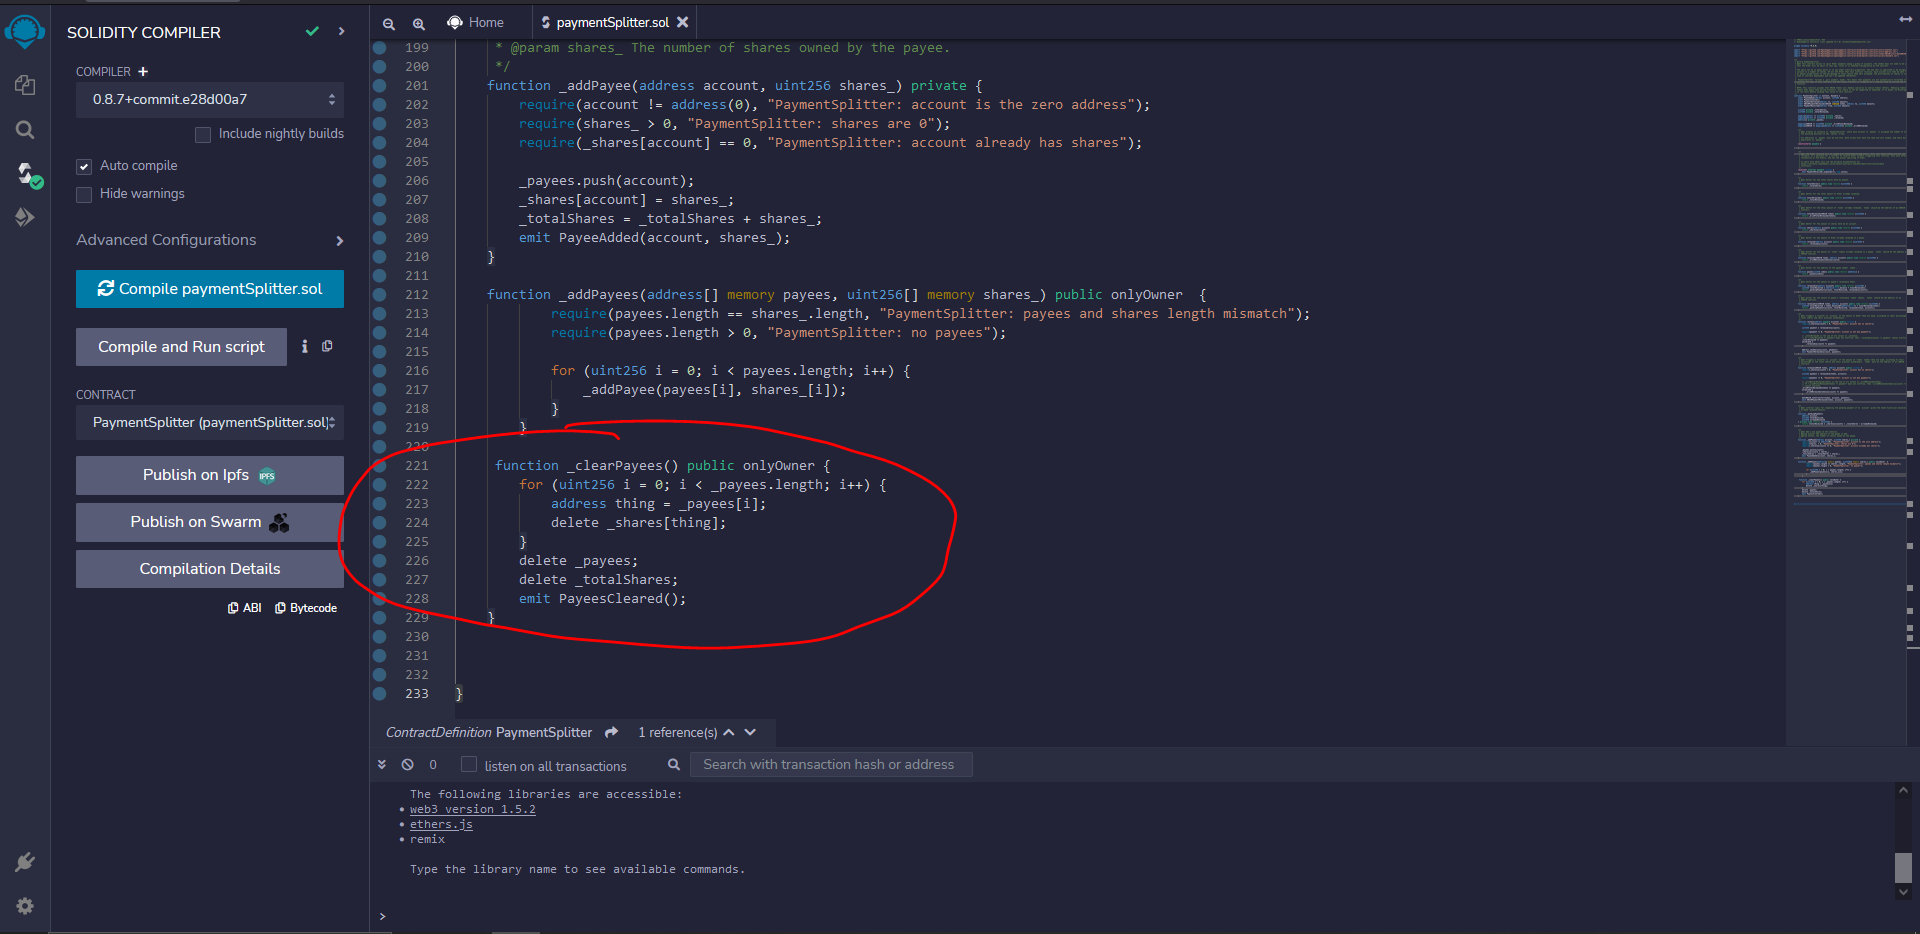 SOLIDITY COMPILER
COMPILER +
0.8.7+commit.e28d00a7
Include nightly builds
Auto compile
Hide warnings
Advanced Configurations
Compile paymentSplitter.sol
Compile and Run script
CONTRACT
PaymentSplitter (paymentSplitter.sol)
Publish on Ipfs IPFS
Publish on Swarm
Compilation Details
ABI Bytecode
Home paymentSplitter.sol
199 * @param shares_ The number of shares owned by the payee.
200 */
201 function _addPayee(address account, uint256 shares_) private {
202 require(account != address(0), "PaymentSplitter: account is the zero address");
203 require(shares_ > 0, "PaymentSplitter: shares are 0");
204 require(_shares[account] == 0, "PaymentSplitter: account already has shares");
205
206 _payees.push(account);
207 _shares[account] = shares_;
208 _totalShares = _totalShares + shares_;
209 emit PayeeAdded(account, shares_);
210 }
211
212 function _addPayees(address[] memory payees, uint256[] memory shares_) public onlyOwner {
213 require(payees.length == shares_.length, "PaymentSplitter: payees and shares length mismatch");
214 require(payees.length > 0, "PaymentSplitter: no payees");
215
216 for (uint256 i = 0; i < payees.length; i++) {
217 _addPayee(payees[i], shares_[i]);
218 }
219 }
220
221 function _clearPayees() public onlyOwner {
222 for (uint256 i = 0; i < _payees.length; i++) {
223 address thing = _payees[i];
224 delete _shares[thing];
225 }
226 delete _payees;
227 delete _totalShares;
228 emit PayeesCleared();
229 }
230
231
232
233 }
ContractDefinition PaymentSplitter 1 reference(s)
0 listen on all transactions Search with transaction hash or address
The following libraries are accessible:
• web3 version 1.5.2
• ethers.js
• remix
Type the library name to see available commands.
>